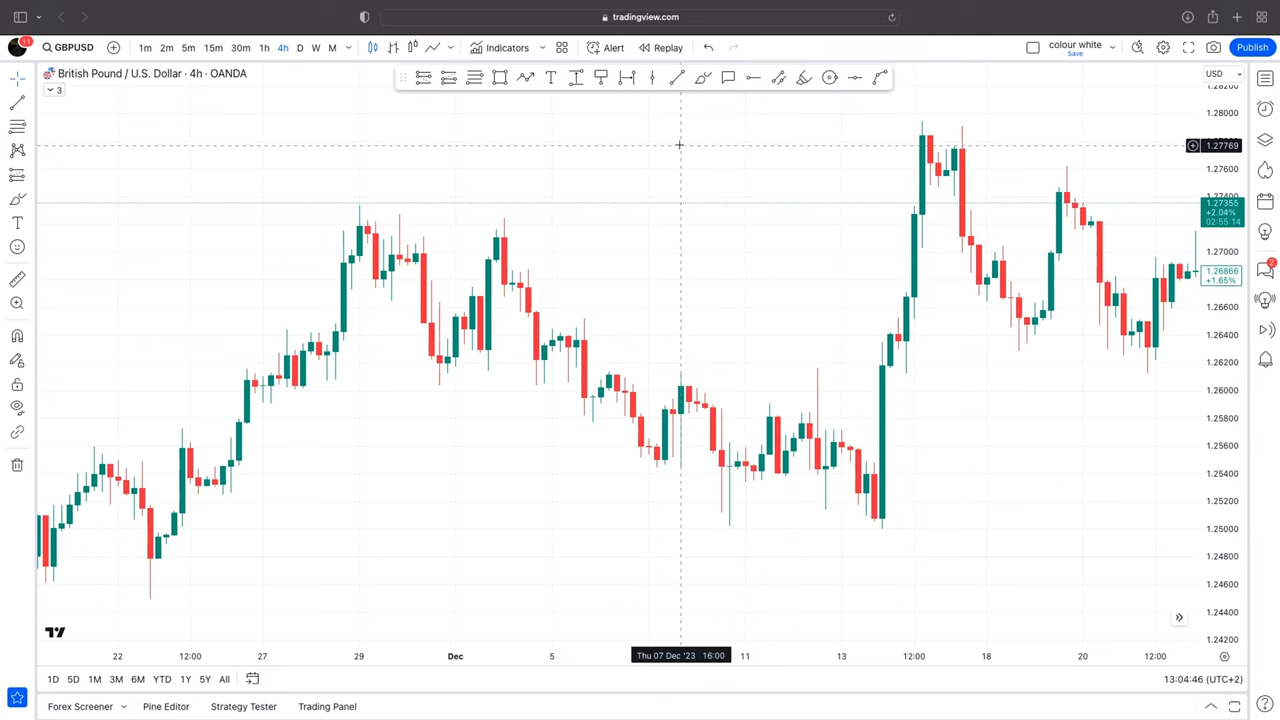 tradingview.com
11
GBPUSD
1m 2m 5m 15m 30m 1h 4h D W M
Indicators
Alert
Replay
colour white
Save
Publish
British Pound / U.S. Dollar · 4h · OANDA
3
USD
1.28000
1.27769
1.27600
1.27400
1.27355
+2.04%
02:55:14
1.27000
1.26866
+1.65%
1.26600
1.26400
1.26200
1.26000
1.25800
1.25600
1.25400
1.25200
1.25000
1.24800
1.24600
1.24400
1.24200
2
22 12:00 27 29 Dec 5 Thu 07 Dec '23 16:00 11 13 12:00 18 20 12:00
1D 5D 1M 3M 6M YTD 1Y 5Y All
13:04:46 (UTC+2)
Forex Screener Pine Editor Strategy Tester Trading Panel